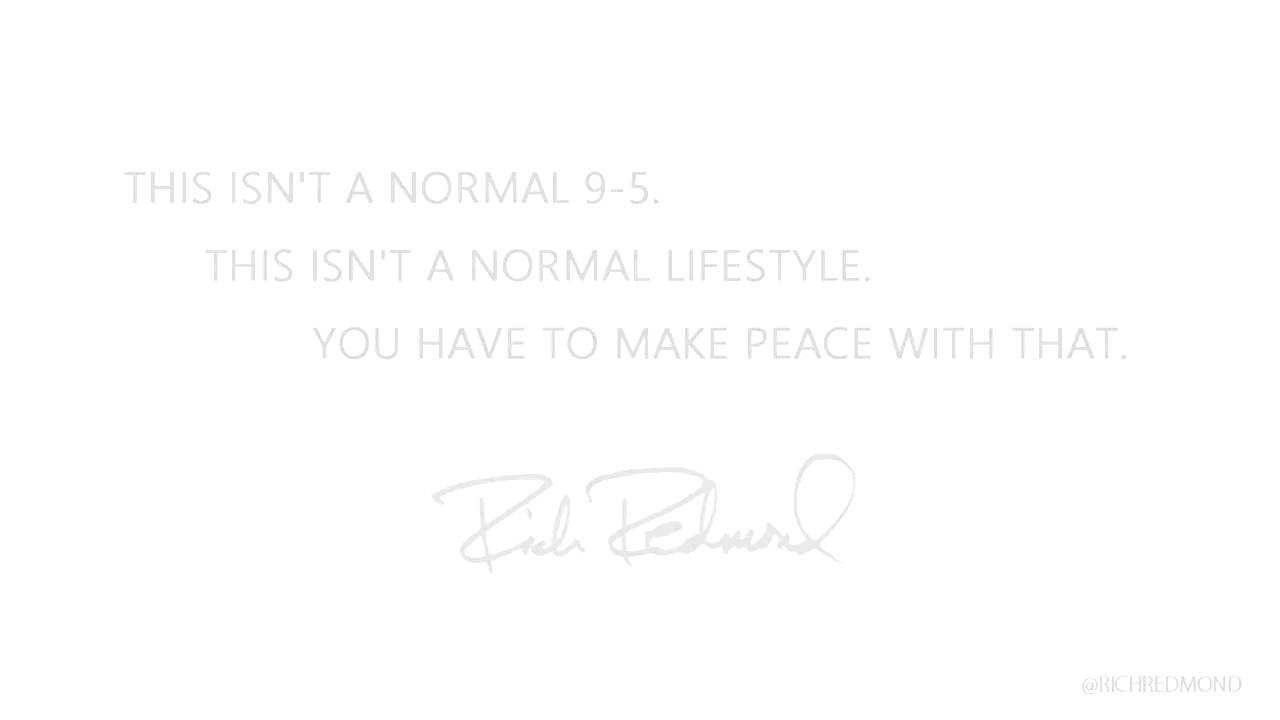 THIS ISN'T A NORMAL 9-5.
THIS ISN'T A NORMAL LIFESTYLE.
YOU HAVE TO MAKE PEACE WITH THAT.
Rich Redmond
@RICHREDMOND